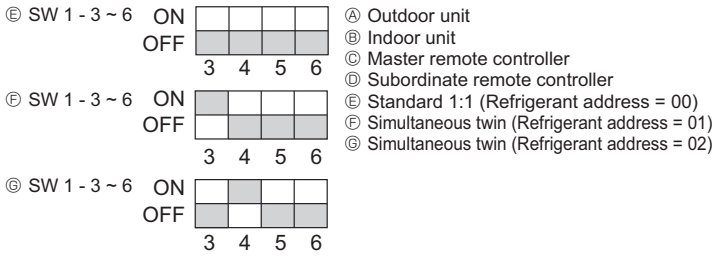 Ⓔ SW 1 - 3 ~ 6 ON
OFF
3 4 5 6
Ⓕ SW 1 - 3 ~ 6 ON
OFF
3 4 5 6
Ⓖ SW 1 - 3 ~ 6 ON
OFF
3 4 5 6
Ⓐ Outdoor unit
Ⓑ Indoor unit
Ⓒ Master remote controller
Ⓓ Subordinate remote controller
Ⓔ Standard 1:1 (Refrigerant address = 00)
Ⓕ Simultaneous twin (Refrigerant address = 01)
Ⓖ Simultaneous twin (Refrigerant address = 02)